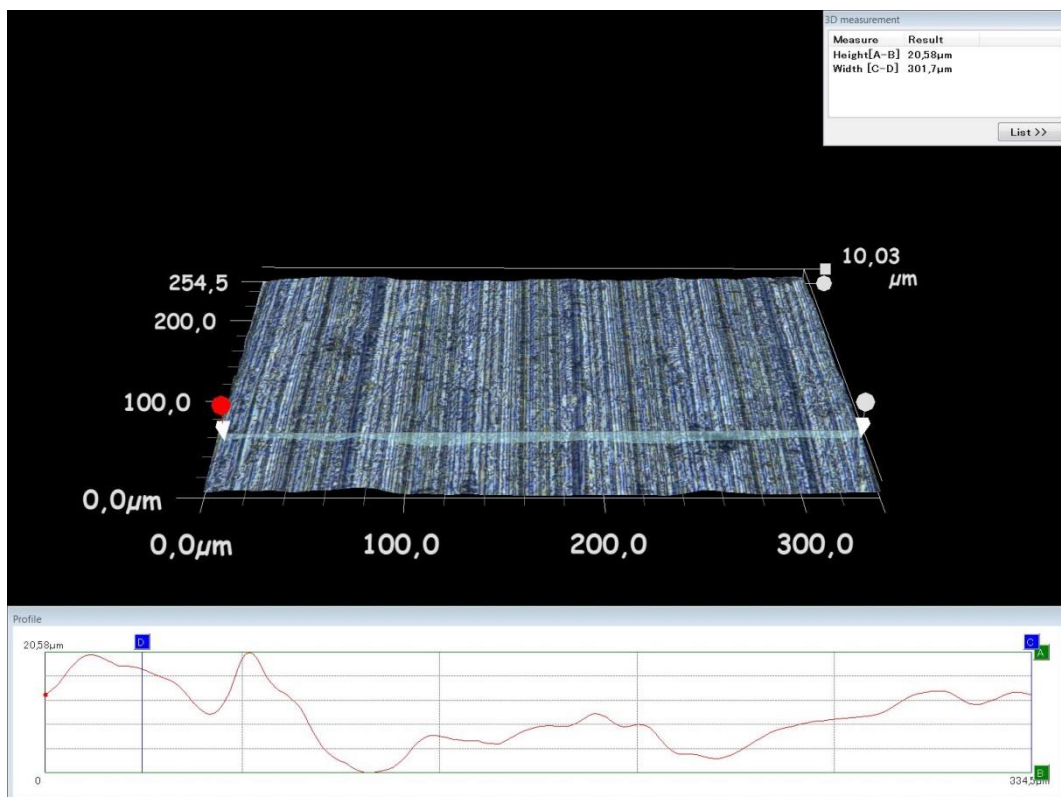 3D measurement
Measure Result
Height[A-B] 20,58µm
Width [C-D] 301,7µm
List >>
10,03
µm
254,5
200,0
100,0
0,0µm
0,0µm 100,0 200,0 300,0
Profile
20,58µm
D C
A
B
0 334,5µm